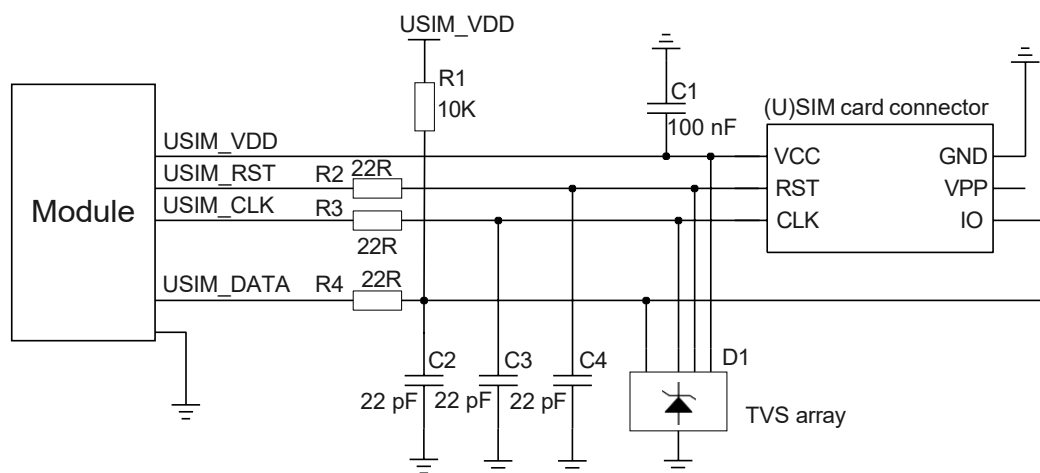 USIM_VDD
R1
10K
C1
100 nF
(U)SIM card connector
Module
USIM_VDD
USIM_RST
R2
22R
USIM_CLK
R3
22R
USIM_DATA
R4
22R
VCC
GND
RST
VPP
CLK
IO
C2
22 pF
C3
22 pF
C4
22 pF
D1
TVS array